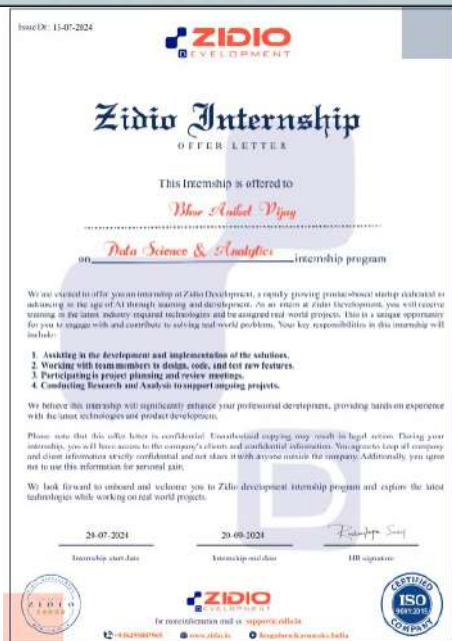 Issue Dt: 13-07-2024
ZIDIO
DEVELOPMENT
Zidio Internship
OFFER LETTER
This Internship is offered to
Bhor Aniket Vijay
on Data Science & Analytics internship program
We are excited to offer you an internship at Zidio Development, a rapidly growing product-based startup dedicated to
advancing in the age of AI through learning and development. As an intern at Zidio Development, you will receive
training in the latest industry required technologies and be assigned real-world projects. This is a unique opportunity
for you to engage with and contribute to solving real-world problems. Your key responsibilities in this internship will
include:
1. Assisting in the development and implementation of the solutions.
2. Working with team members to design, code, and test new features.
3. Participating in project planning and review meetings.
4. Conducting Research and Analysis to support ongoing projects.
We believe this internship will significantly enhance your professional development, providing hands on experience
with the latest technologies and product development.
Please note that this offer letter is confidential. Unauthorized copying may result in legal action. During your
internship, you will have access to the company's clients and confidential information. You agree to keep all company
and client information strictly confidential and not share it with anyone outside the company. Additionally, you agree
not to use this information for personal gain.
We look forward to onboard and welcome you to Zidio development internship program and explore the latest
technologies while working on real world projects.
20-09-2024
Internship start date
Internship end date
HR signature
ZIDIO
ZIDIO
DEVELOPMENT
for more information mail us
www.zidio.in
CERTIFIED
ISO
9001:2015
COMPANY